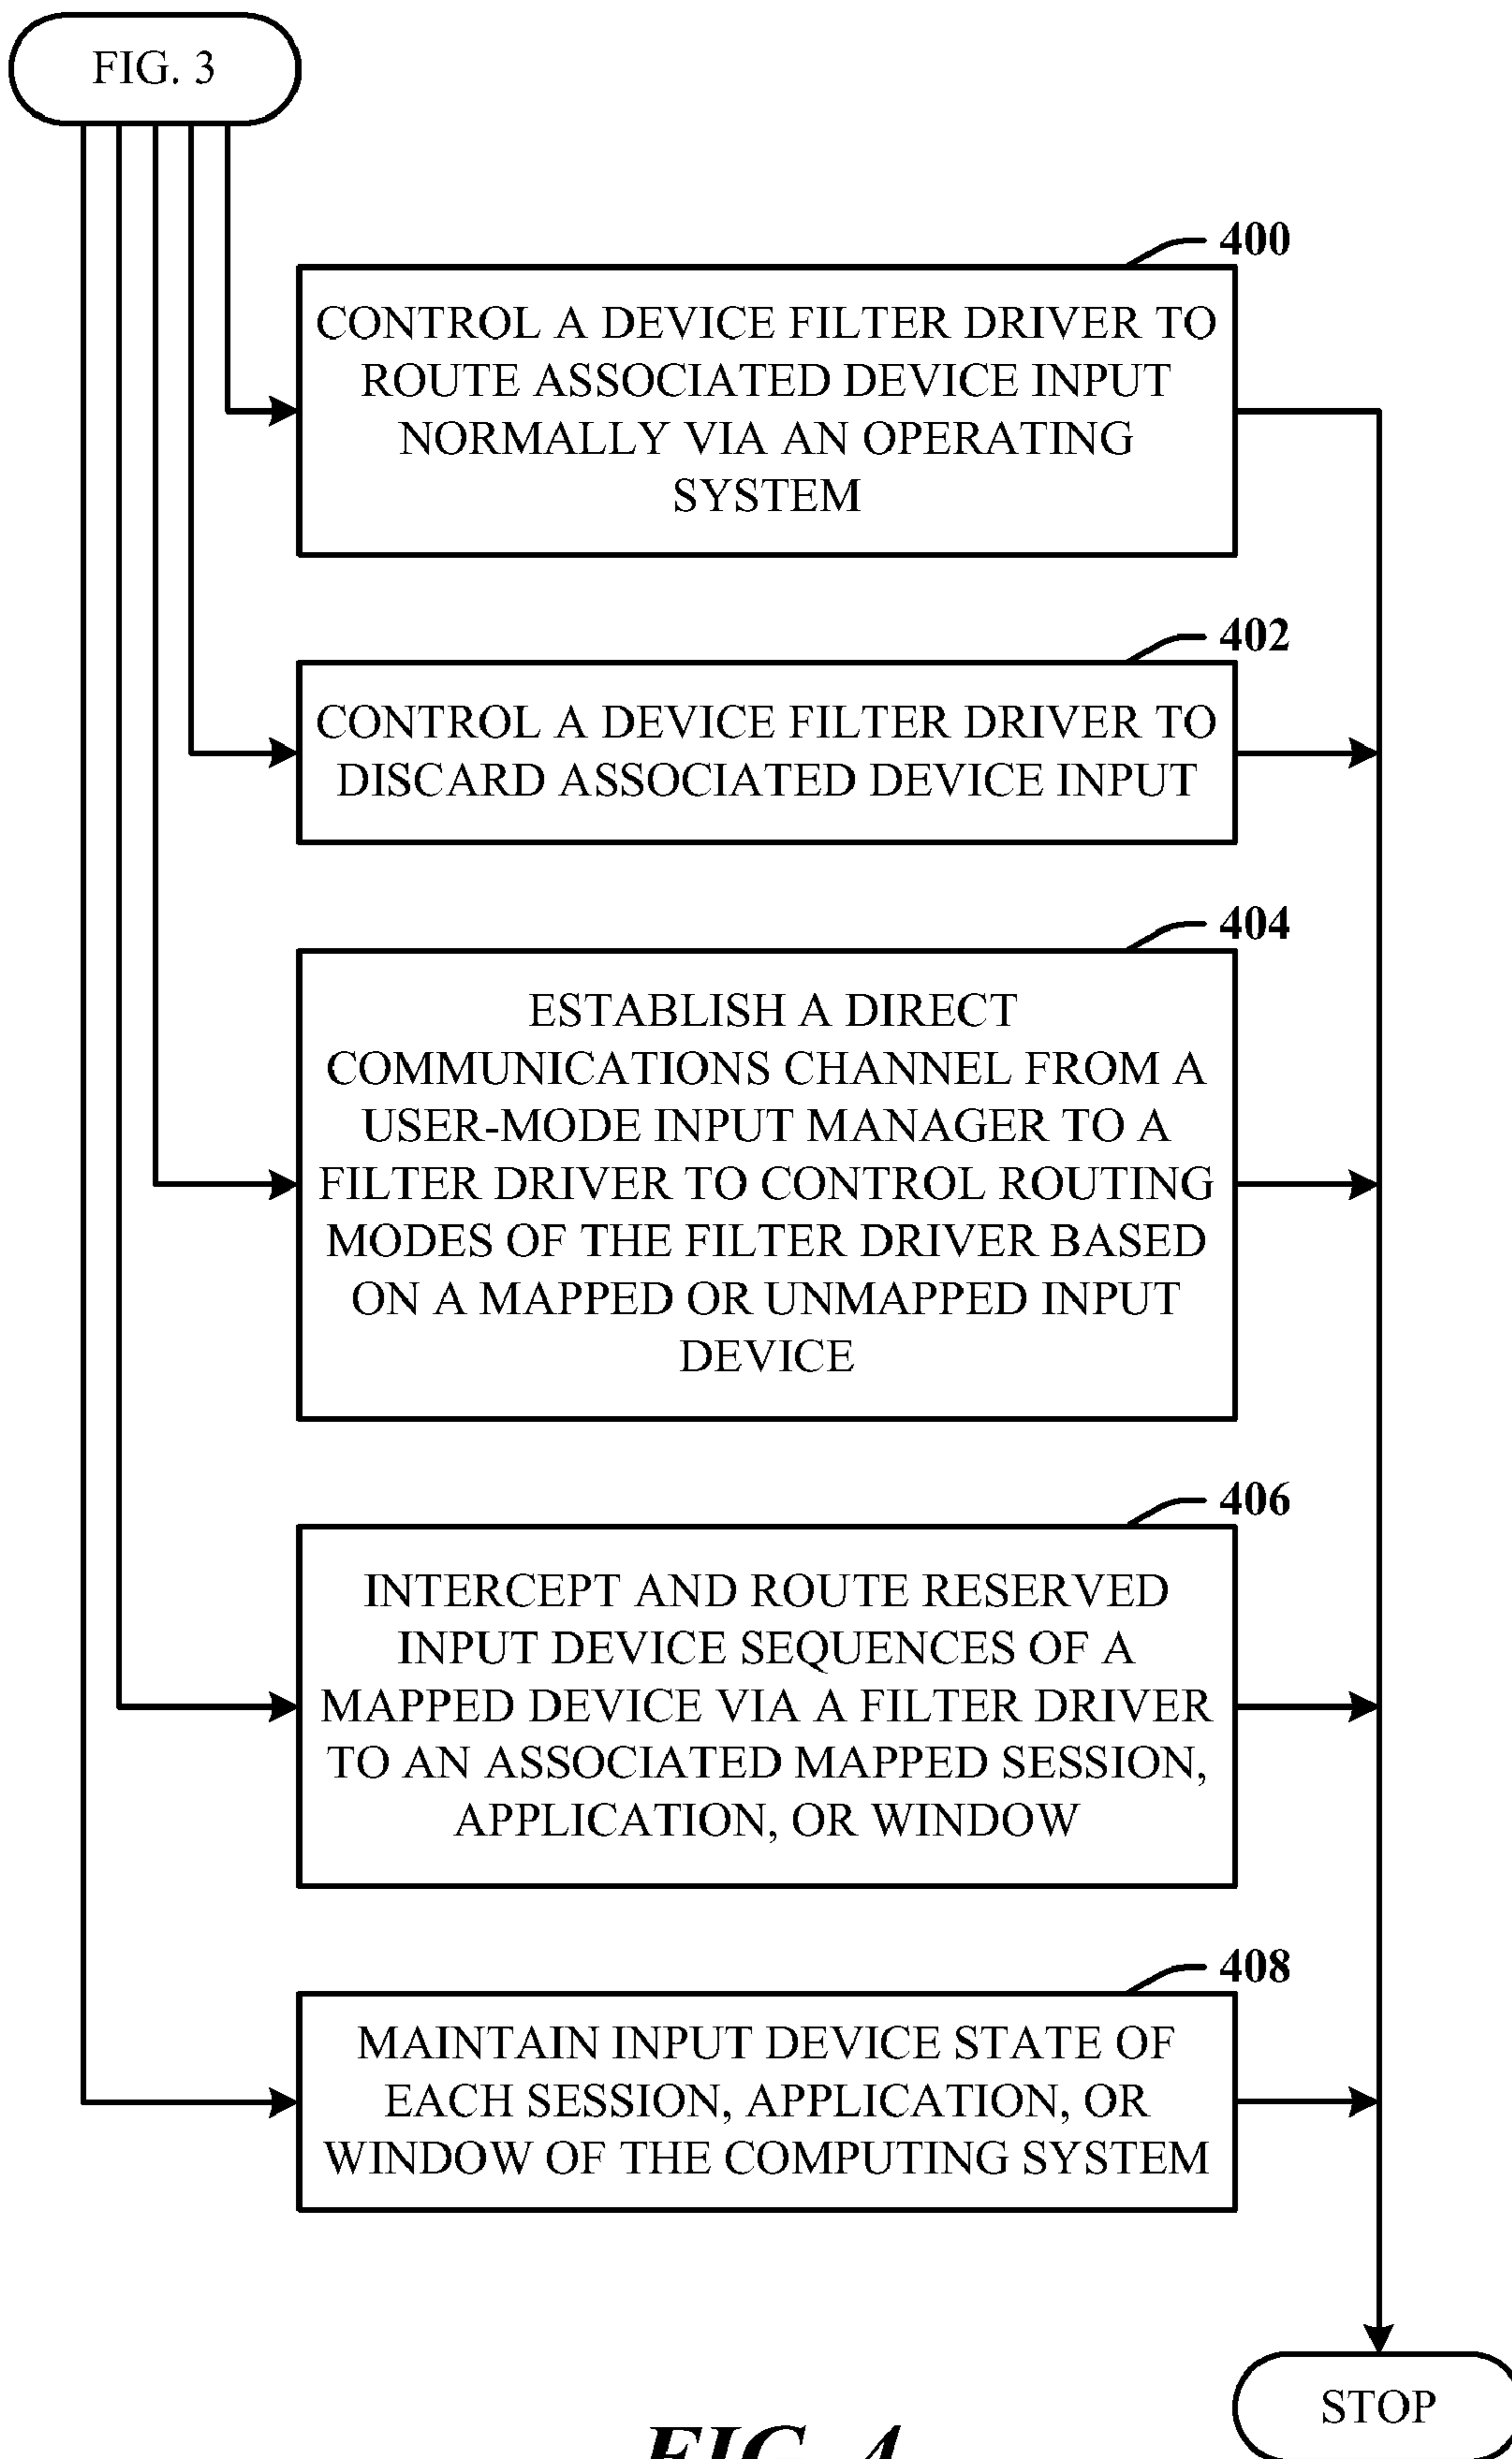 FIG. 3
400
CONTROL A DEVICE FILTER DRIVER TO
ROUTE ASSOCIATED DEVICE INPUT
NORMALLY VIA AN OPERATING
SYSTEM
402
CONTROL A DEVICE FILTER DRIVER TO
DISCARD ASSOCIATED DEVICE INPUT
404
ESTABLISH A DIRECT
COMMUNICATIONS CHANNEL FROM A
USER-MODE INPUT MANAGER TO A
FILTER DRIVER TO CONTROL ROUTING
MODES OF THE FILTER DRIVER BASED
ON A MAPPED OR UNMAPPED INPUT
DEVICE
406
INTERCEPT AND ROUTE RESERVED
INPUT DEVICE SEQUENCES OF A
MAPPED DEVICE VIA A FILTER DRIVER
TO AN ASSOCIATED MAPPED SESSION,
APPLICATION, OR WINDOW
408
MAINTAIN INPUT DEVICE STATE OF
EACH SESSION, APPLICATION, OR
WINDOW OF THE COMPUTING SYSTEM
STOP
FIG. 4